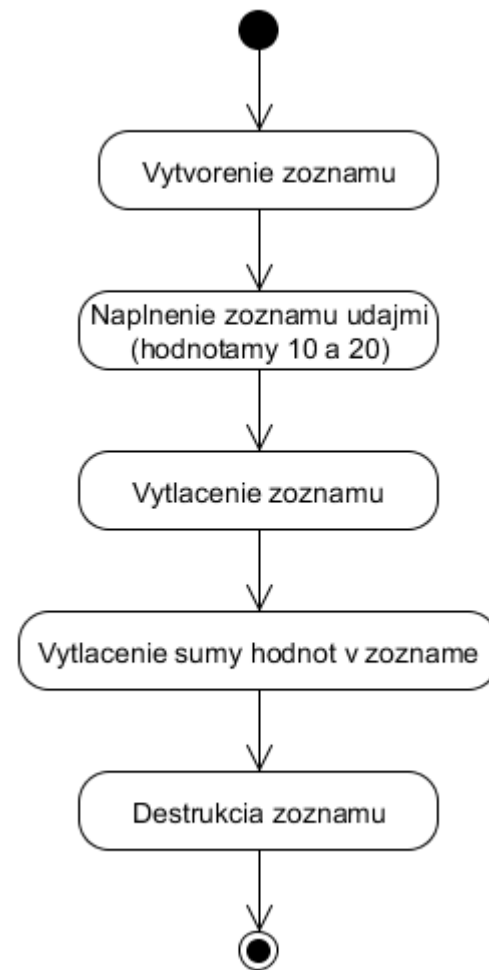 Vytvorenie zoznamu
Naplnenie zoznamu udajmi
(hodnotamy 10 a 20)
Vytlacenie zoznamu
Vytlacenie sumy hodnot v zozname
Destrukcia zoznamu